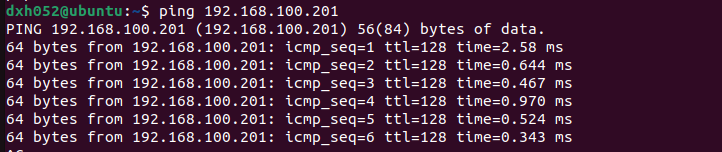 dxh052@ubuntu:~$ ping 192.168.100.201
PING 192.168.100.201 (192.168.100.201) 56(84) bytes of data.
64 bytes from 192.168.100.201: icmp_seq=1 ttl=128 time=2.58 ms
64 bytes from 192.168.100.201: icmp_seq=2 ttl=128 time=0.644 ms
64 bytes from 192.168.100.201: icmp_seq=3 ttl=128 time=0.467 ms
64 bytes from 192.168.100.201: icmp_seq=4 ttl=128 time=0.970 ms
64 bytes from 192.168.100.201: icmp_seq=5 ttl=128 time=0.524 ms
64 bytes from 192.168.100.201: icmp_seq=6 ttl=128 time=0.343 ms